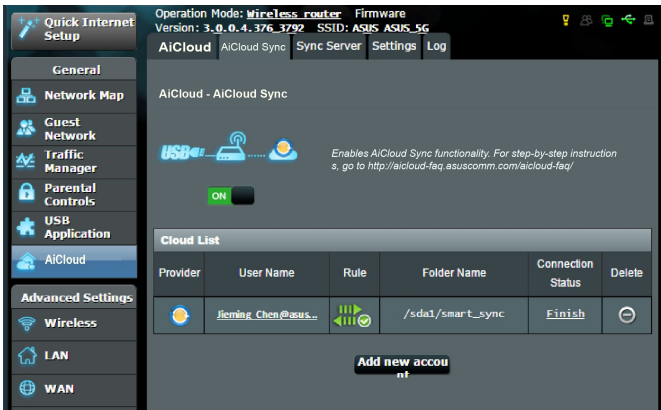 Quick Internet
Setup
General
Network Map
Guest
Network
Traffic
Manager
Parental
Controls
USB
Application
AiCloud
Advanced Settings
Wireless
LAN
WAN
Operation Mode: Wireless router Firmware
Version: 3.0.0.4.376_3792 SSID: ASUS ASUS_5G
AiCloud AiCloud Sync Sync Server Settings Log
AiCloud - AiCloud Sync
USB
Enables AiCloud Sync functionality. For step-by-step instruction
s, go to http://aicloud-faq.asuscomm.com/aicloud-faq/
ON
Cloud List
Provider User Name Rule Folder Name Connection Status Delete
Jieming_Chen@asus... /sda1/smart_sync Finish
Add new accou
nt